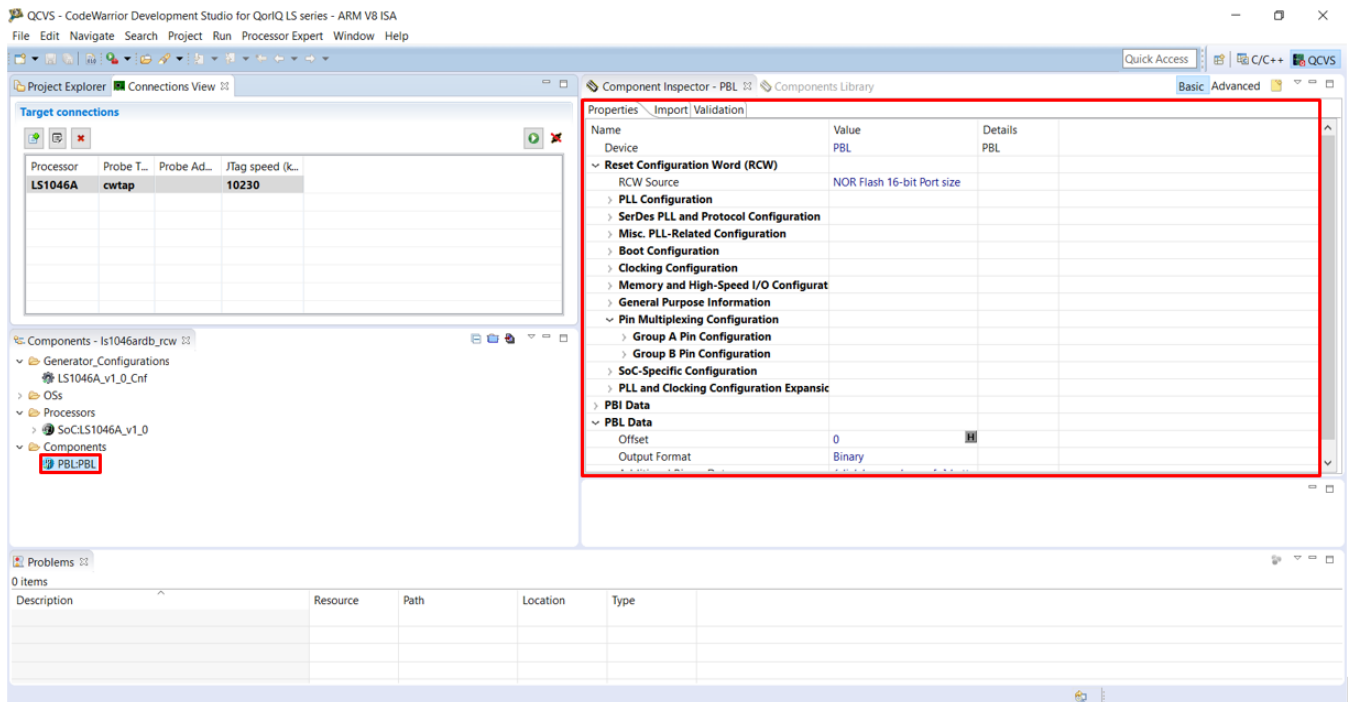 QCVS - CodeWarrior Development Studio for QorIQ LS series - ARM V8 ISA
File Edit Navigate Search Project Run Processor Expert Window Help
Quick Access C/C++ QCVS
Project Explorer Connections View
Target connections
Processor Probe T... Probe Ad... JTag speed (k...
LS1046A cwtap 10230
Components - ls1046ardb_rcw
Generator_Configurations
LS1046A_v1_0_Cnf
OSs
Processors
SoC:LS1046A_v1_0
Components
PBL:PBL
Component Inspector - PBL Components Library Basic Advanced
Properties Import Validation
Name Value Details
Device PBL PBL
Reset Configuration Word (RCW)
RCW Source NOR Flash 16-bit Port size
PLL Configuration
SerDes PLL and Protocol Configuration
Misc. PLL-Related Configuration
Boot Configuration
Clocking Configuration
Memory and High-Speed I/O Configurat
General Purpose Information
Pin Multiplexing Configuration
Group A Pin Configuration
Group B Pin Configuration
SoC-Specific Configuration
PLL and Clocking Configuration Expansic
PBI Data
PBL Data
Offset 0 H
Output Format Binary
Problems
0 items
Description Resource Path Location Type